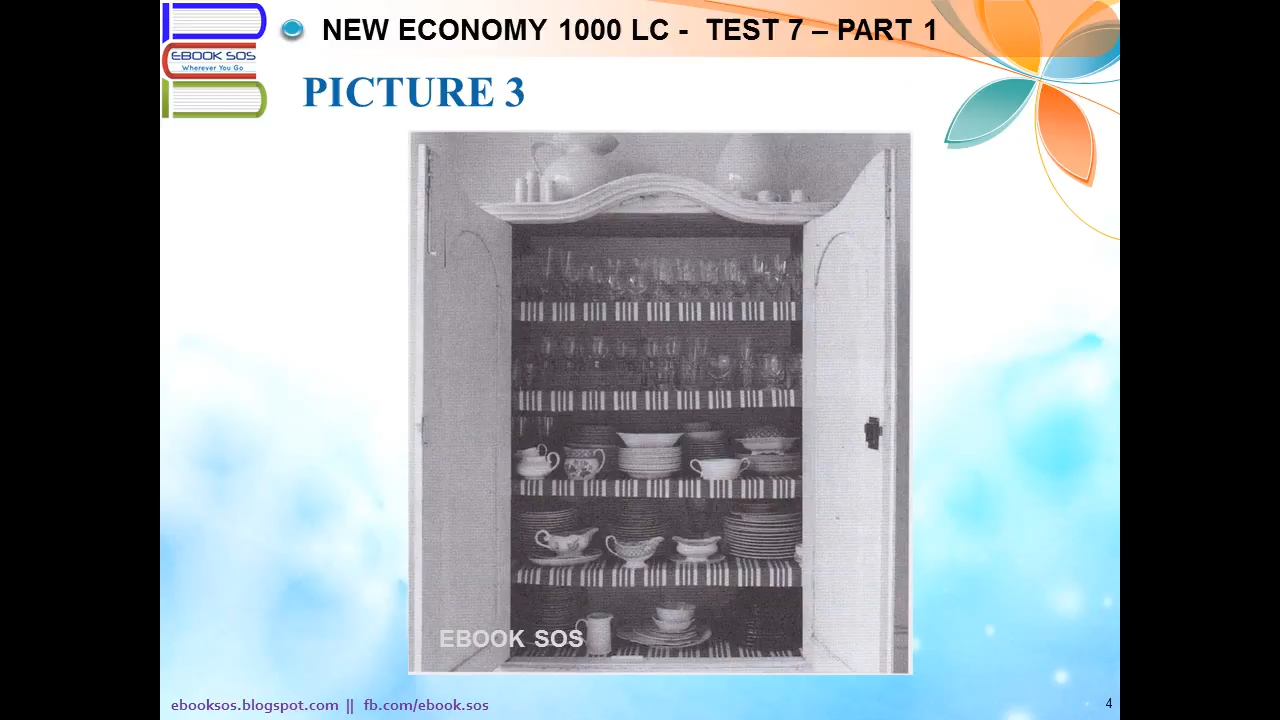 NEW ECONOMY 1000 LC - TEST 7 – PART 1
EBOOK SOS
Wherever You Go
PICTURE 3
EBOOK SOS
ebooksos.blogspot.com || fb.com/ebook.sos
4